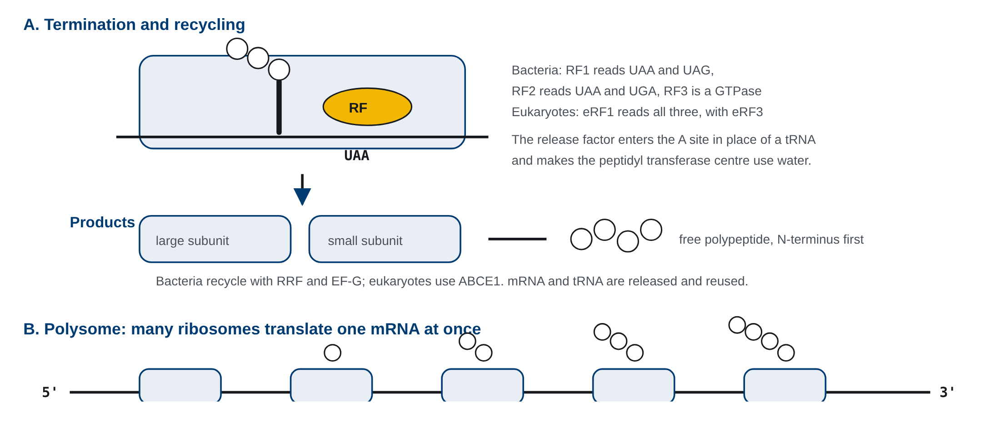 A. Termination and recycling
Bacteria: RF1 reads UAA and UAG,
RF2 reads UAA and UGA, RF3 is a GTPase
RF
Eukaryotes: eRF1 reads all three, with eRF3
The release factor enters the A site in place of a tRNA
UAA
and makes the peptidyl transferase centre use water.
Products
large subunit
small subunit
free polypeptide, N-terminus first
Bacteria recycle with RRF and EF-G; eukaryotes use ABCE1. mRNA and tRNA are released and reused.
B. Polysome: many ribosomes translate one mRNA at once
5'
3'